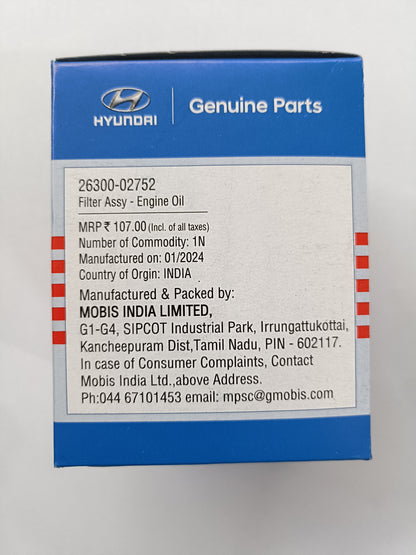 HYUNDAI
Genuine Parts
26300-02752
Filter Assy - Engine Oil
MRP ₹ 107.00 (Incl. of all taxes)
Number of Commodity: 1N
Manufactured on: 01/2024
Country of Orgin: INDIA
Manufactured & Packed by:
MOBIS INDIA LIMITED,
G1-G4, SIPCOT Industrial Park, Irrungattukottai,
Kancheepuram Dist,Tamil Nadu, PIN - 602117.
In case of Consumer Complaints, Contact
Mobis India Ltd.,above Address.
Ph:044 67101453 email: mpsc@gmobis.com